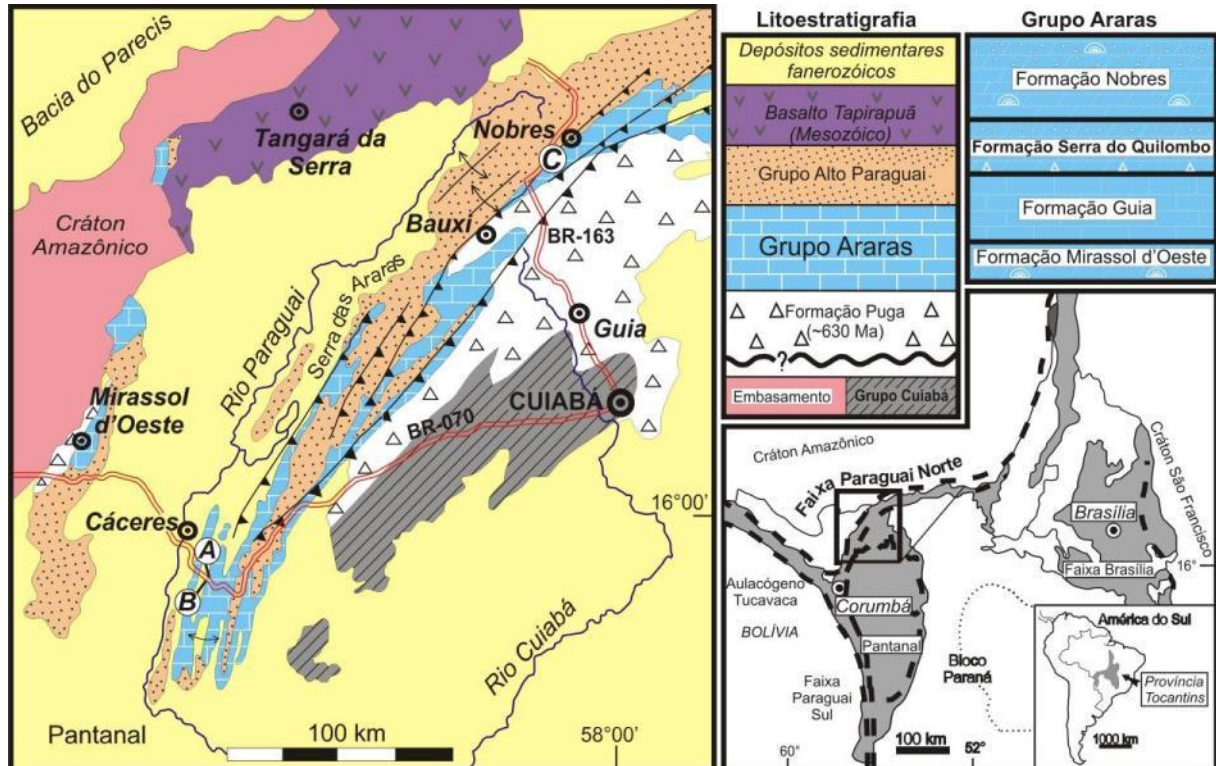 Bacia do Parecis
Tangará da
Serra
Nobres
C
Cráton
Amazônico
Bauxi
BR-163
Serra das Araras
Rio Paraguai
Guia
Mirassol
d'Oeste
CUIABÁ
BR-070
16°00'
Cáceres
A
B
Rio Cuiabá
100 km
Pantanal
58°00'
Litoestratigrafia
Depósitos sedimentares
fanerozóicos
Basalto Tapirapuã
(Mesozóico)
Grupo Alto Paraguai
Grupo Araras
Formação Puga
(~630 Ma)
?
Embasamento
Grupo Cuiabá
Grupo Araras
Formação Nobres
Formação Serra do Quilombo
Formação Guia
Formação Mirassol d'Oeste
Cráton Amazônico
Faixa Paraguai Norte
Cráton São Francisco
Brasília
16°
Faixa Brasília
Aulacógeno
Tucavaca
Corumbá
BOLÍVIA
Pantanal
Bloco
Paraná
Faixa
Paraguai
Sul
América do Sul
Província
Tocantins
1000 km
100 km
60°
52°